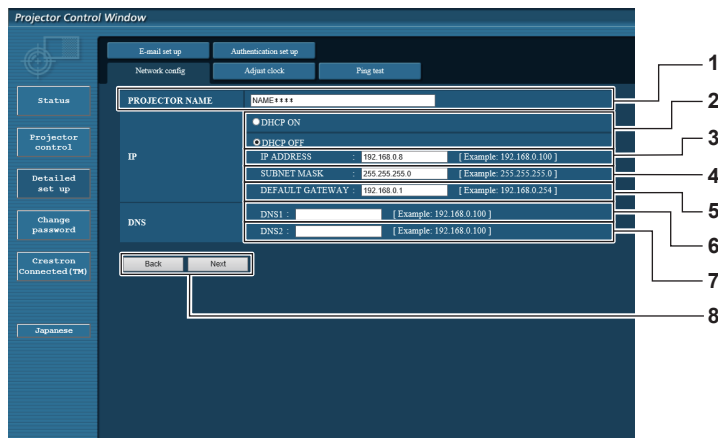 Projector Control Window
E-mail set up Authentication set up
Network config Adjust clock Ping test
Status
Projector
control
Detailed
set up
Change
password
Crestron
Connected(TM)
Japanese
PROJECTOR NAME NAME****
IP
DHCP ON
DHCP OFF
IP ADDRESS : 192.168.0.8 [ Example: 192.168.0.100 ]
SUBNET MASK : 255.255.255.0 [ Example: 255.255.255.0 ]
DEFAULT GATEWAY : 192.168.0.1 [ Example: 192.168.0.254 ]
DNS
DNS1 : [ Example: 192.168.0.100 ]
DNS2 : [ Example: 192.168.0.100 ]
Back Next
1
2
3
4
5
6
7
8